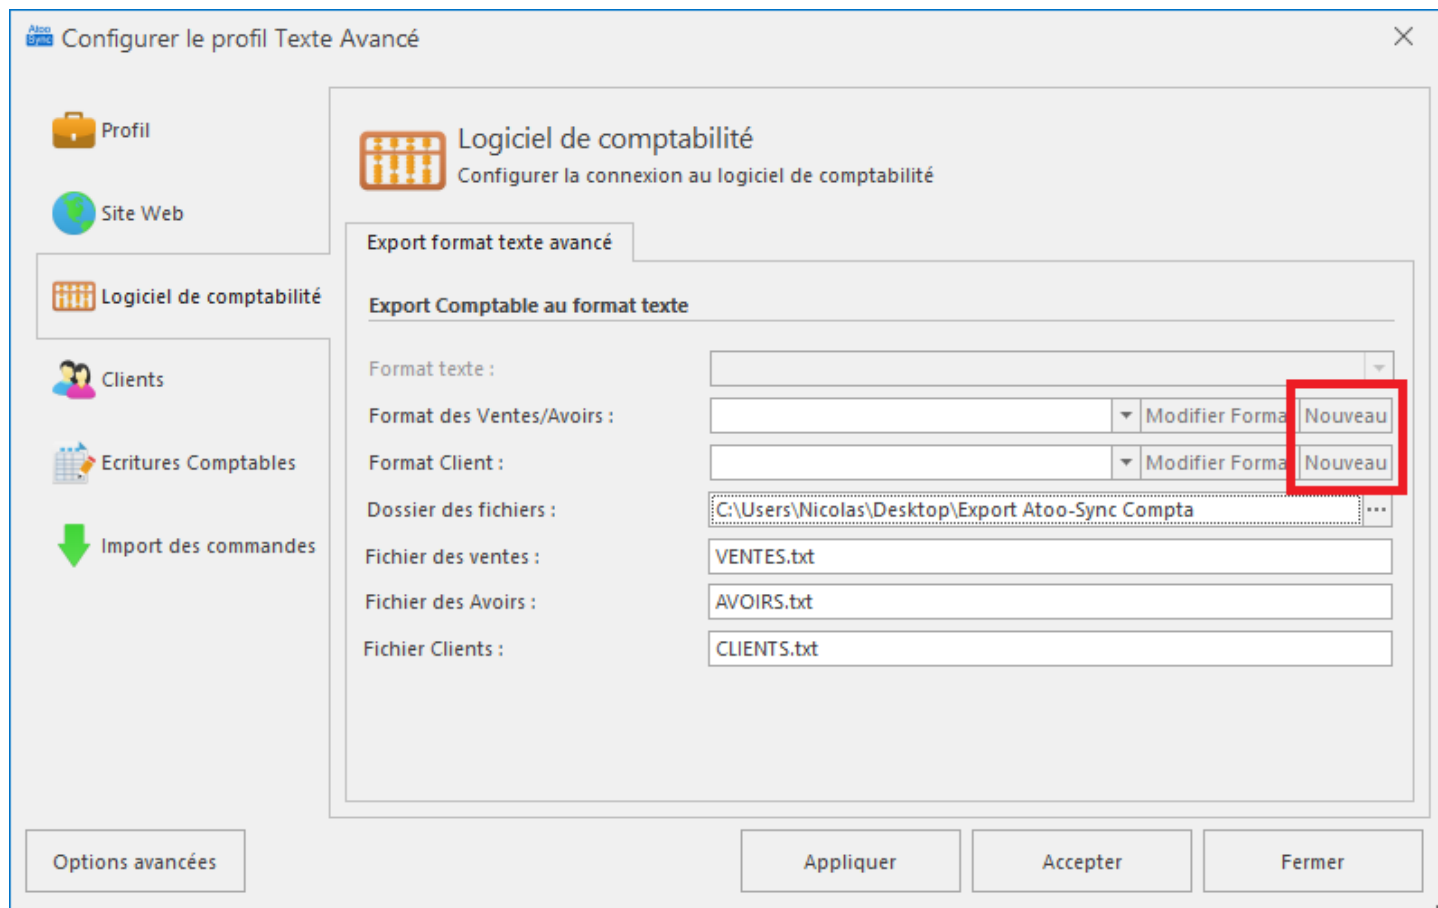 Atoo
Sync
Configurer le profil Texte Avancé
Profil
Site Web
Logiciel de comptabilité
Clients
Ecritures Comptables
Import des commandes
Logiciel de comptabilité
Configurer la connexion au logiciel de comptabilité
Export format texte avancé
Export Comptable au format texte
Format texte :
Format des Ventes/Avoirs : Modifier Forma Nouveau
Format Client : Modifier Forma Nouveau
Dossier des fichiers : C:\Users\Nicolas\Desktop\Export Atoo-Sync Compta ...
Fichier des ventes : VENTES.txt
Fichier des Avoirs : AVOIRS.txt
Fichier Clients : CLIENTS.txt
Options avancées Appliquer Accepter Fermer